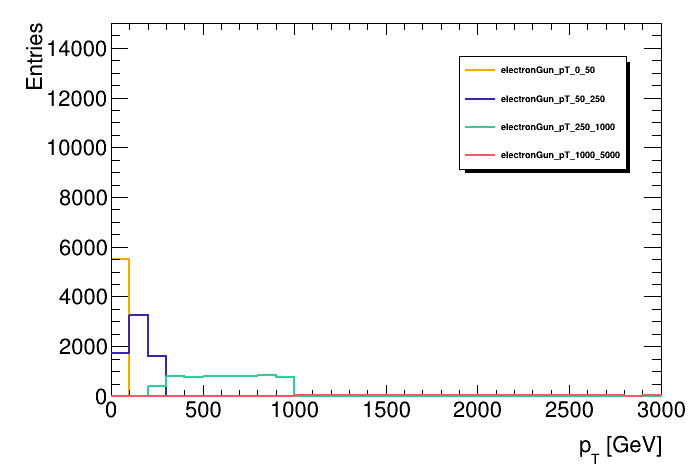 Entries
14000
12000
10000
8000
6000
4000
2000
0
electronGun_pT_0_50
electronGun_pT_50_250
electronGun_pT_250_1000
electronGun_pT_1000_5000
0 500 1000 1500 2000 2500 3000
p_T [GeV]